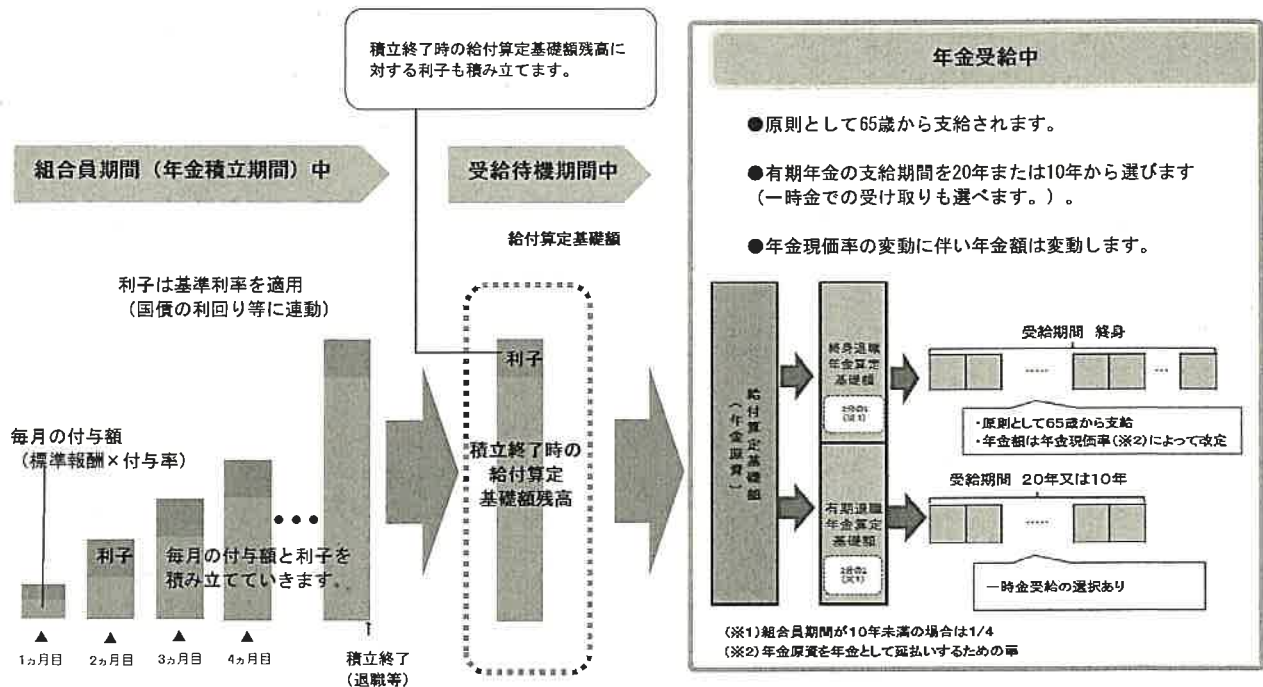 積立終了時の給付算定基礎額残高に
対する利子も積み立てます。
組合員期間（年金積立期間）中
受給待機期間中
給付算定基礎額
利子は基準利率を適用
（国債の利回り等に連動）
利子
毎月の付与額
（標準報酬×付与率）
積立終了時の
給付算定
基礎額残高
利子
毎月の付与額と利子を
積み立てていきます。
•••
1ヵ月目
2ヵ月目
3ヵ月目
4ヵ月目
積立終了
（退職等）
年金受給中
●原則として65歳から支給されます。
●有期年金の支給期間を20年または10年から選びます
（一時金での受け取りも選べます。）。
●年金現価率の変動に伴い年金額は変動します。
給付算定基礎額
（年金原資）
終身退職
年金算定
基礎額
2分の1
(※1)
受給期間 終身
・原則として65歳から支給
・年金額は年金現価率(※2)によって改定
有期退職
年金算定
基礎額
2分の1
(※1)
受給期間 20年又は10年
一時金受給の選択あり
(※1)組合員期間が10年未満の場合は1/4
(※2)年金原資を年金として延払いするための率